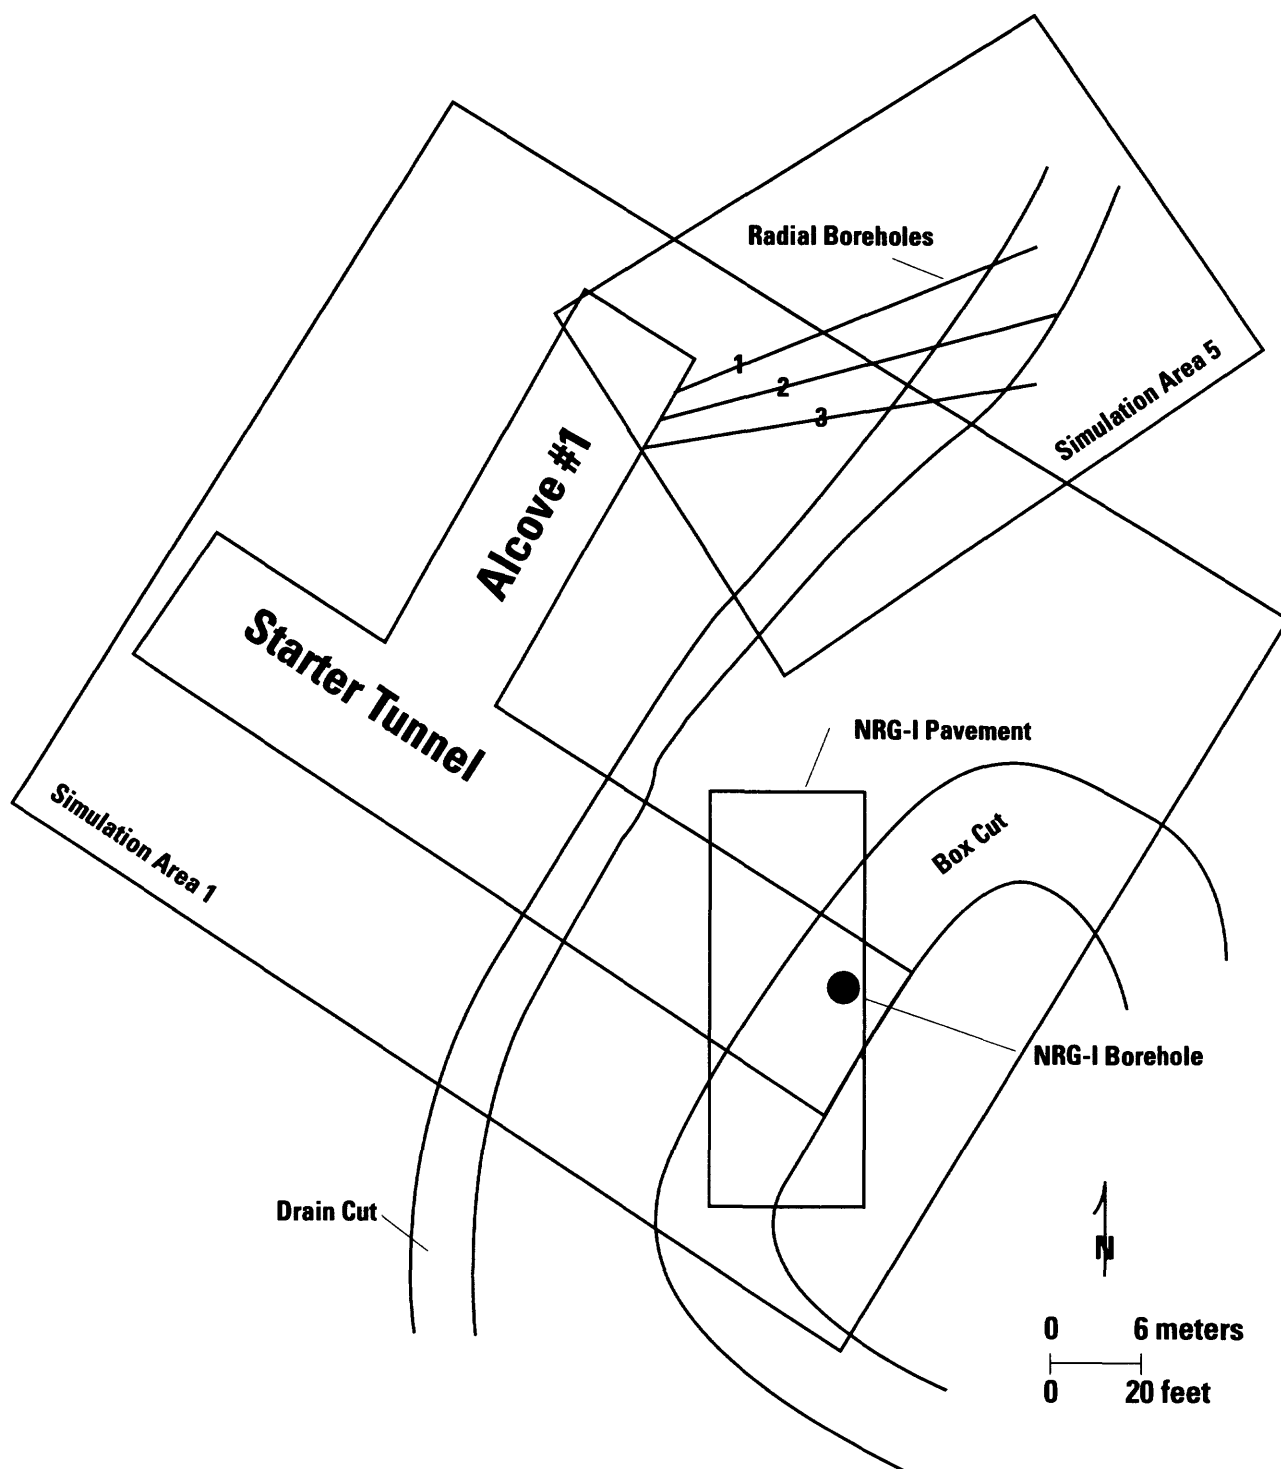 Radial Boreholes
1
2
3
Simulation Area 5
Alcove #1
Starter Tunnel
NRG-I Pavement
Simulation Area 1
Box Cut
NRG-I Borehole
Drain Cut
N
0 6 meters
0 20 feet